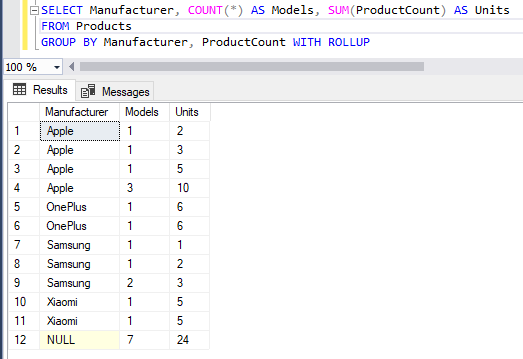 SELECT Manufacturer, COUNT(*) AS Models, SUM(ProductCount) AS Units
FROM Products
GROUP BY Manufacturer, ProductCount WITH ROLLUP
100 %
Results Messages
Manufacturer Models Units
1 Apple 1 2
2 Apple 1 3
3 Apple 1 5
4 Apple 3 10
5 OnePlus 1 6
6 OnePlus 1 6
7 Samsung 1 1
8 Samsung 1 2
9 Samsung 2 3
10 Xiaomi 1 5
11 Xiaomi 1 5
12 NULL 7 24